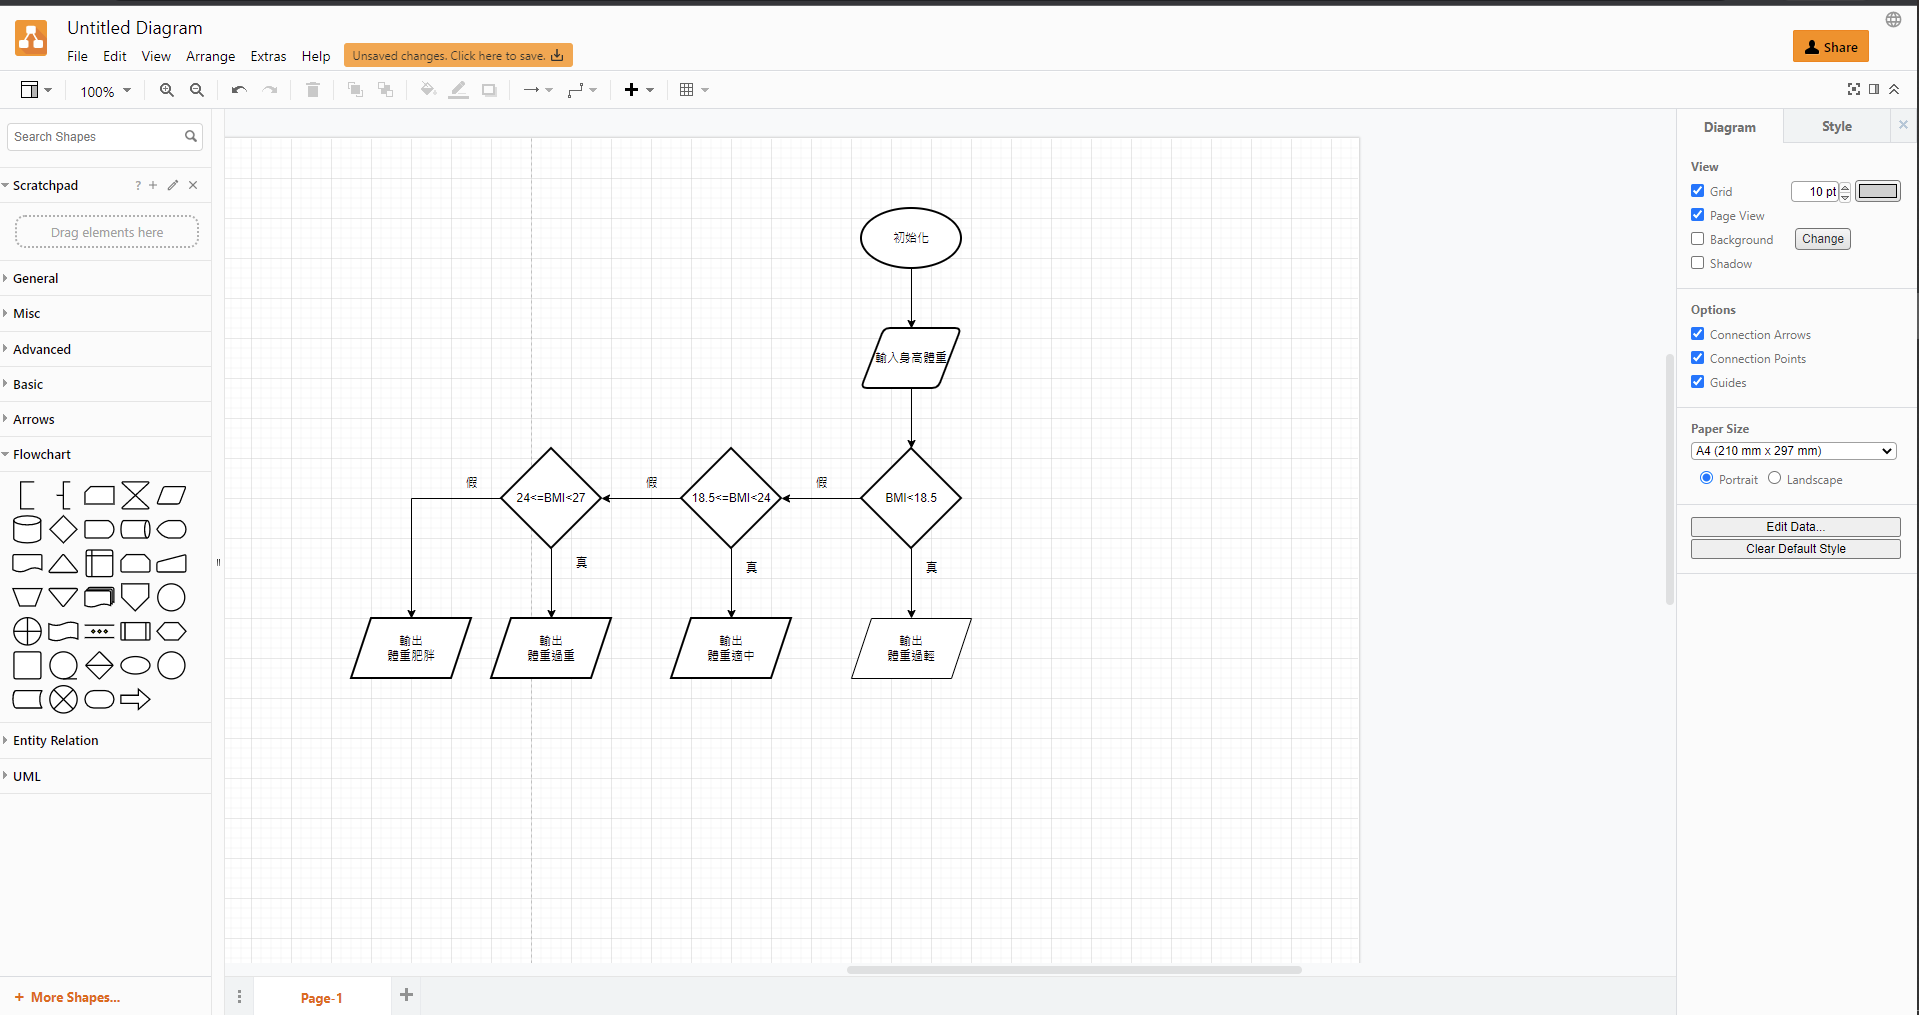 Untitled Diagram
File Edit View Arrange Extras Help Unsaved changes. Click here to save.
Share
100%
Search Shapes
Scratchpad ?
Drag elements here
General
Misc
Advanced
Basic
Arrows
Flowchart
Entity Relation
UML
+ More Shapes...
初始化
輸入身高體重
BMI<18.5
假
18.5<=BMI<24
假
24<=BMI<27
假
真
真
真
輸出
體重肥胖
輸出
體重過重
輸出
體重適中
輸出
體重過輕
Page-1
Diagram Style
View
Grid 10 pt
Page View
Background Change
Shadow
Options
Connection Arrows
Connection Points
Guides
Paper Size
A4 (210 mm x 297 mm)
Portrait Landscape
Edit Data...
Clear Default Style